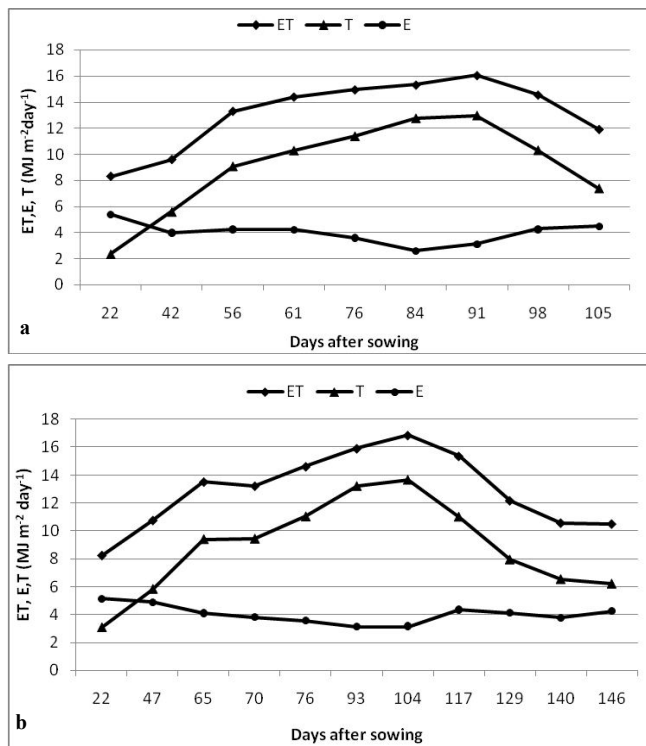 ET T E
18
16
14
12
10
8
6
4
2
0
ET,E, T (MJ m⁻²day⁻¹)
22 42 56 61 76 84 91 98 105
Days after sowing
a
ET T E
18
16
14
12
10
8
6
4
2
0
ET, E,T (MJ m⁻² day⁻¹)
22 47 65 70 76 93 104 117 129 140 146
Days after sowing
b